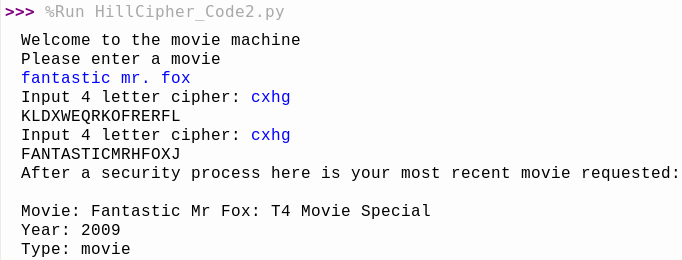 >>> %Run HillCipher_Code2.py
Welcome to the movie machine
Please enter a movie
fantastic mr. fox
Input 4 letter cipher: cxhg
KLDXWEQRKOFRERFL
Input 4 letter cipher: cxhg
FANTASTICMRHFOXJ
After a security process here is your most recent movie requested:
Movie: Fantastic Mr Fox: T4 Movie Special
Year: 2009
Type: movie